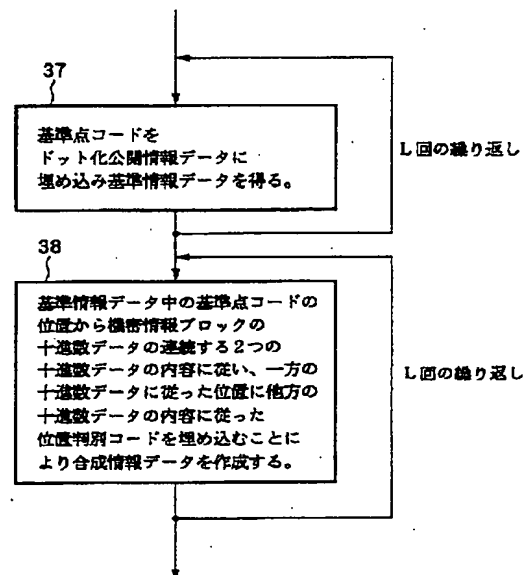 37
基準点コードを
ドット化公開情報データに
埋め込み基準情報データを得る。
L回の繰り返し
38
基準情報データ中の基準点コードの
位置から機密情報ブロックの
十進数データの連続する2つの
十進数データの内容に従い、一方の
十進数データに従った位置に他方の
十進数データの内容に従った
位置判別コードを埋め込むことに
より合成情報データを作成する。
L回の繰り返し